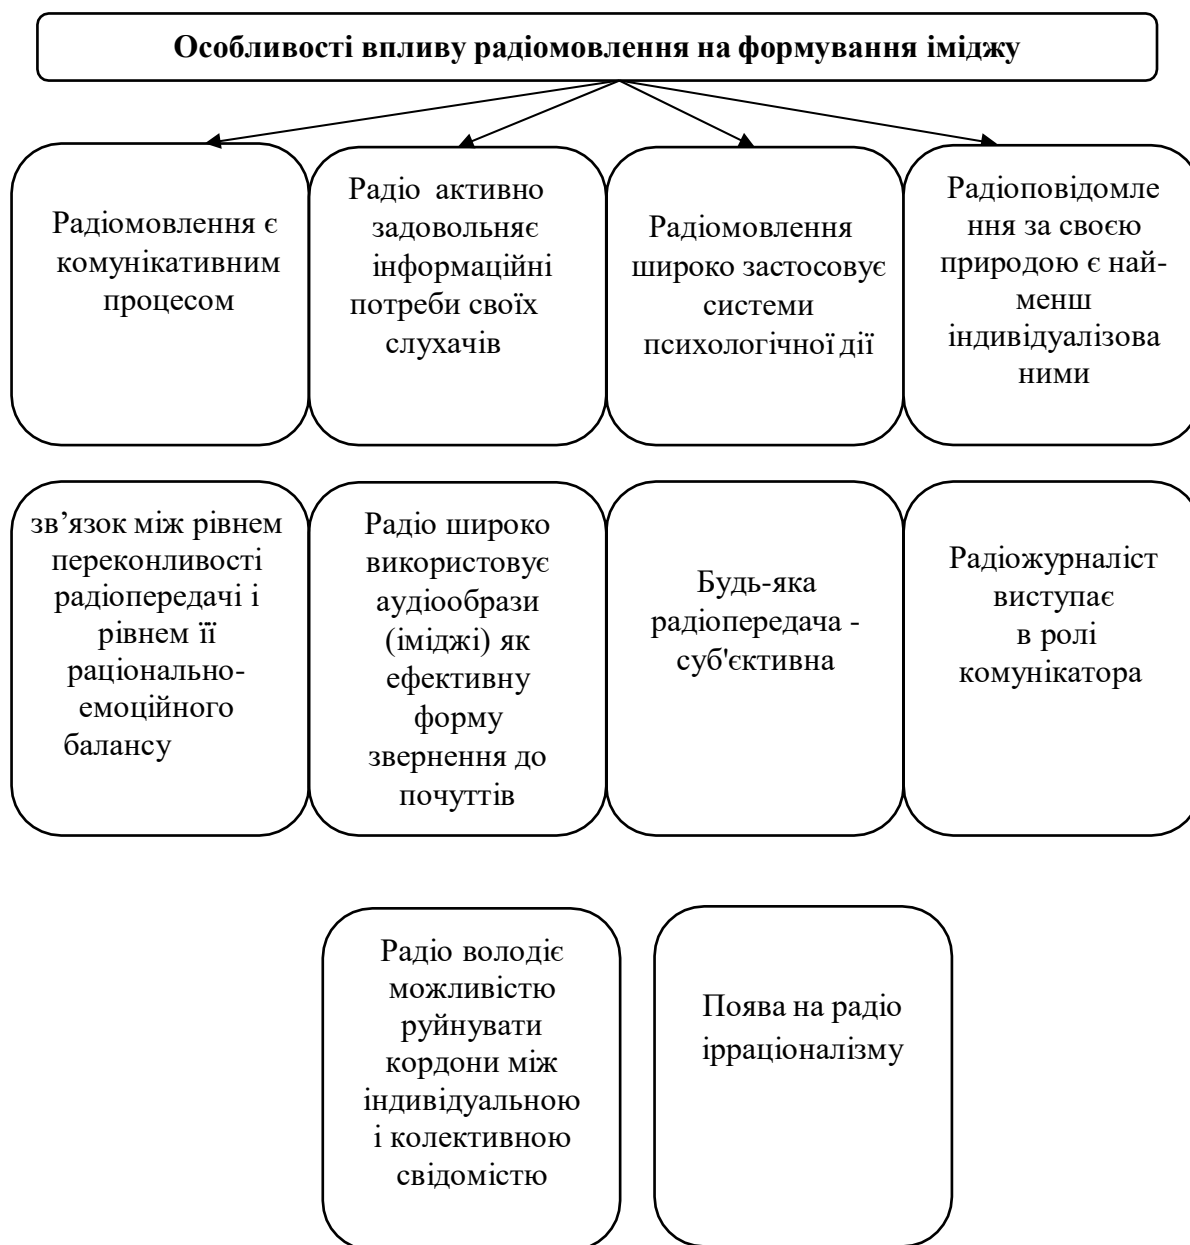 Особливості впливу радіомовлення на формування іміджу
Радіомовлення є
комунікативним
процесом
Радіо активно
задовольняє
інформаційні
потреби своїх
слухачів
Радіомовлення
широко застосовує
системи
психологічної дії
Радіоповідомле
ння за своєю
природою є най-
менш
індивідуалізова
ними
зв’язок між рівнем
переконливості
радіопередачі і
рівнем її
раціонально-
емоційного
балансу
Радіо широко
використовує
аудіообрази
(іміджі) як
ефективну
форму
звернення до
почуттів
Будь-яка
радіопередача -
суб'єктивна
Радіожурналіст
виступає
в ролі
комунікатора
Радіо володіє
можливістю
руйнувати
кордони між
індивідуальною
і колективною
свідомістю
Поява на радіо
ірраціоналізму